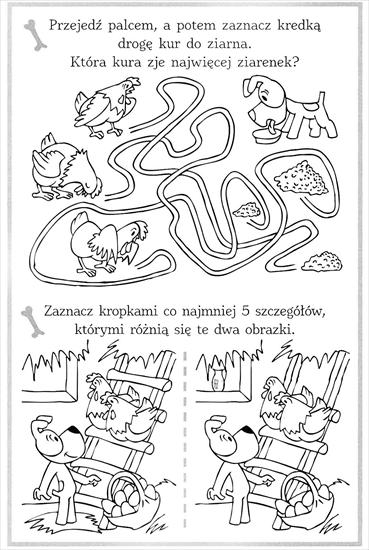 Przejedź palcem, a potem zaznacz kredką
drogę kur do ziarna.
Która kura zje najwięcej ziarenek?
Zaznacz kropkami co najmniej 5 szczegółów,
którymi różnią się te dwa obrazki.